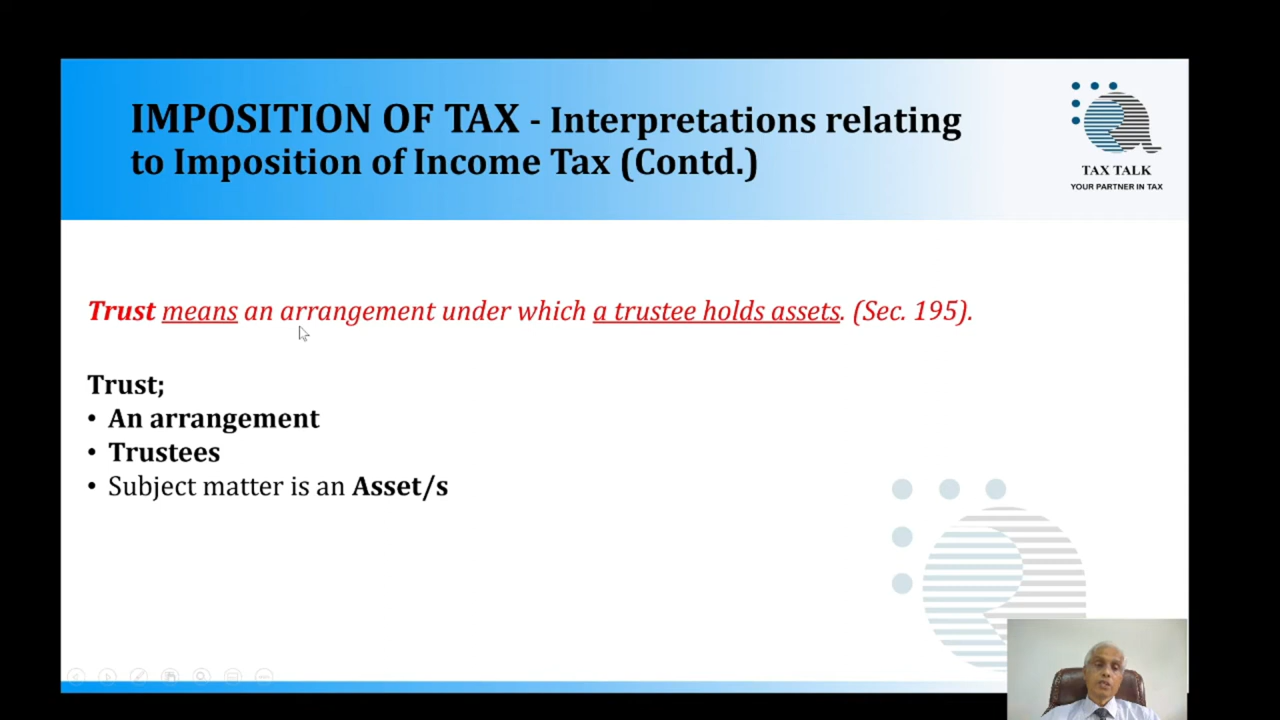 IMPOSITION OF TAX - Interpretations relating
to Imposition of Income Tax (Contd.)
TAX TALK
YOUR PARTNER IN TAX
Trust means an arrangement under which a trustee holds assets. (Sec. 195).
Trust;
• An arrangement
• Trustees
• Subject matter is an Asset/s